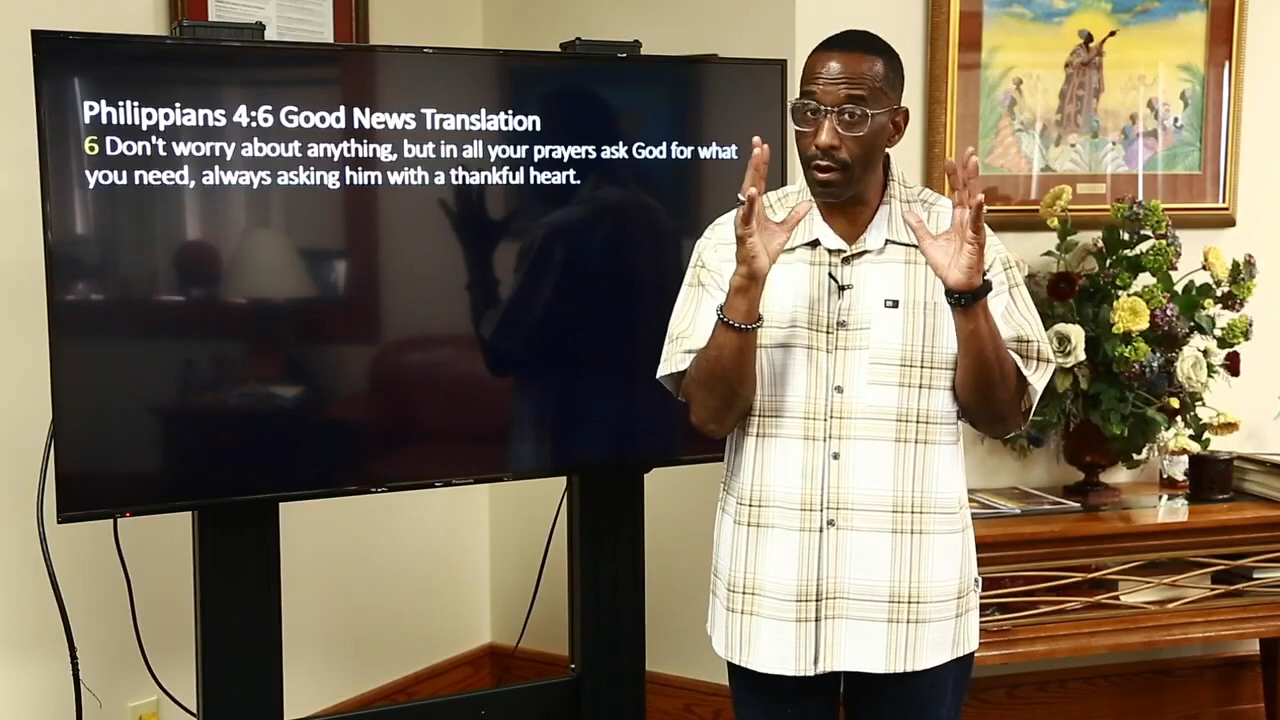 Philippians 4:6 Good News Translation
6 Don't worry about anything, but in all your prayers ask God for what
you need, always asking him with a thankful heart.